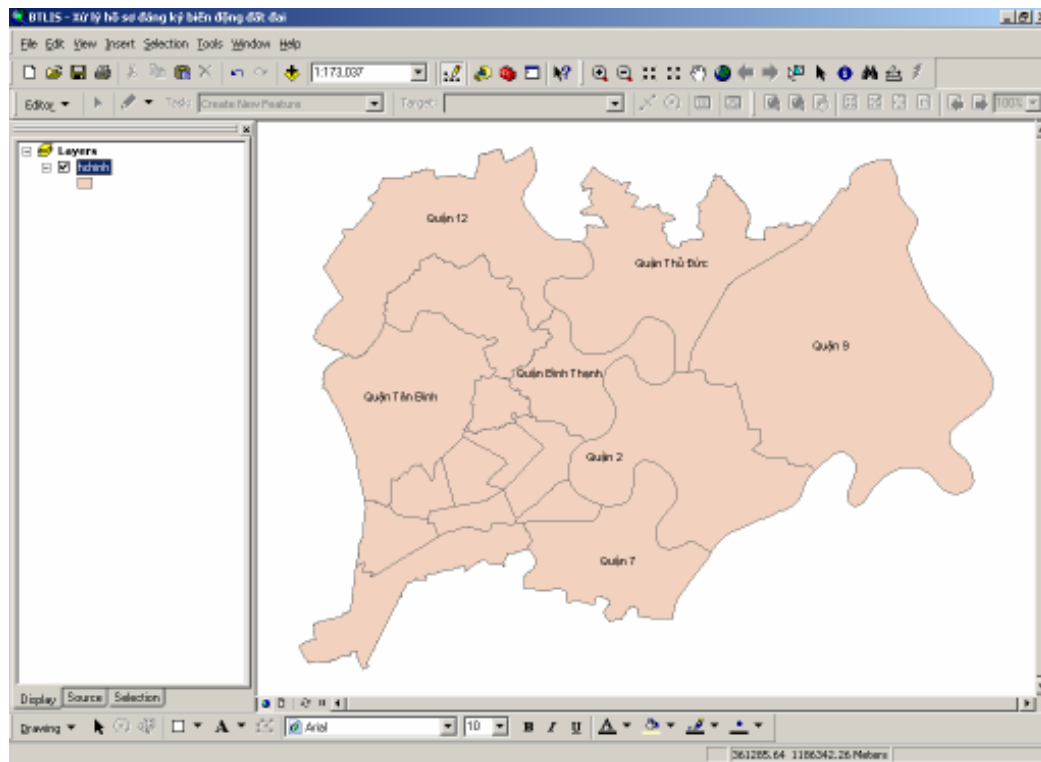 BTLIS - Xử lý hồ sơ đăng ký biến động đất đai
File Edit View Insert Selection Tools Window Help
1:173.037
Editor Task: Create New Feature Target: 100%
Layers
hchinh
Quận 12
Quận Thủ Đức
Quận 9
Quận Bình Thạnh
Quận Tân Bình
Quận 2
Quận 7
Display Source Selection
Drawing A Arial 10 B I U A
361285.64 1186342.26 Meters